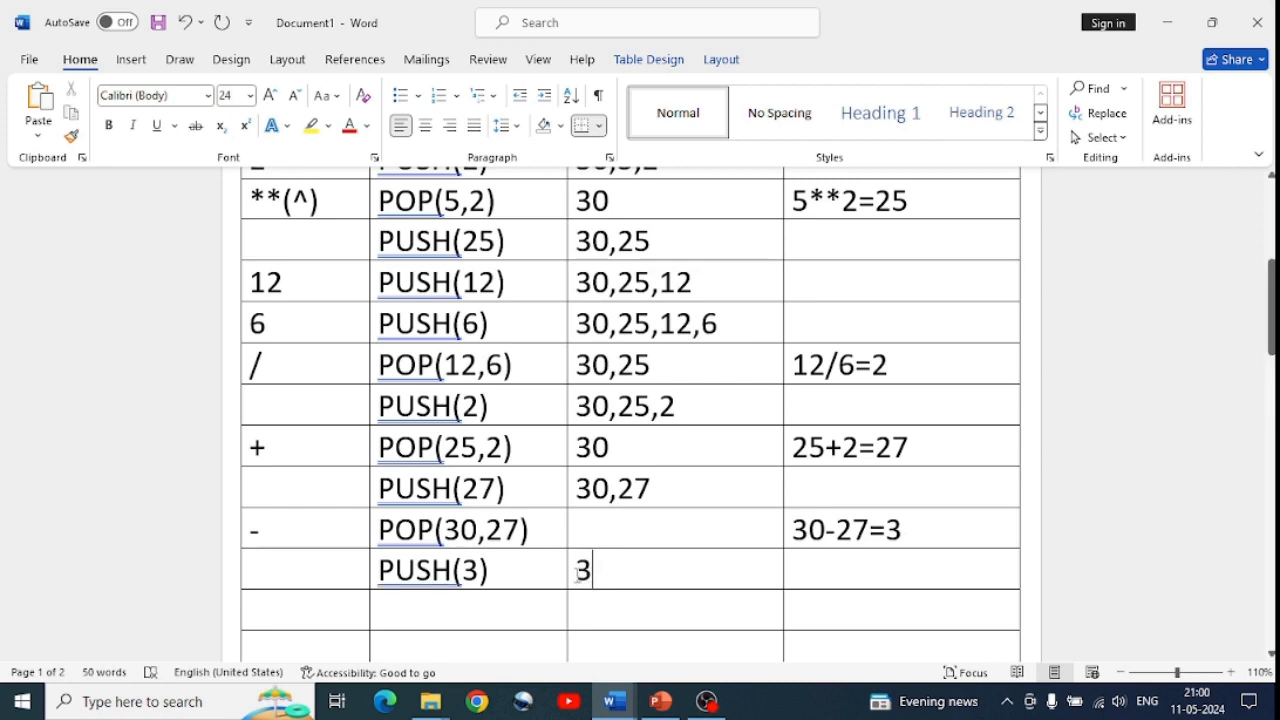 AutoSave Off Document1 - Word Search Sign in
File Home Insert Draw Design Layout References Mailings Review View Help Table Design Layout Share
Paste Calibri (Body) 24 Aa Normal No Spacing Heading 1 Heading 2 Find Replace Select Add-ins
B I U ab x₂ x² A A
Clipboard Font Paragraph Styles Editing Add-ins
**(^) POP(5,2) 30 5**2=25
PUSH(25) 30,25
12 PUSH(12) 30,25,12
6 PUSH(6) 30,25,12,6
/ POP(12,6) 30,25 12/6=2
PUSH(2) 30,25,2
+ POP(25,2) 30 25+2=27
PUSH(27) 30,27
- POP(30,27) 30-27=3
PUSH(3) 3
Page 1 of 2 50 words English (United States) Accessibility: Good to go Focus 110%
Type here to search Evening news ENG 21:00
11-05-2024